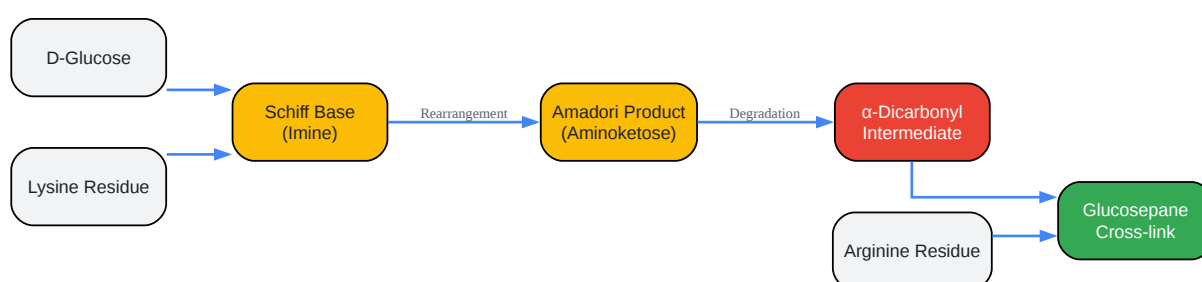 D-Glucose
Lysine Residue
Schiff Base
(Imine)
Rearrangement
Amadori Product
(Aminoketose)
Degradation
α-Dicarbonyl
Intermediate
Arginine Residue
Glucosepane
Cross-link